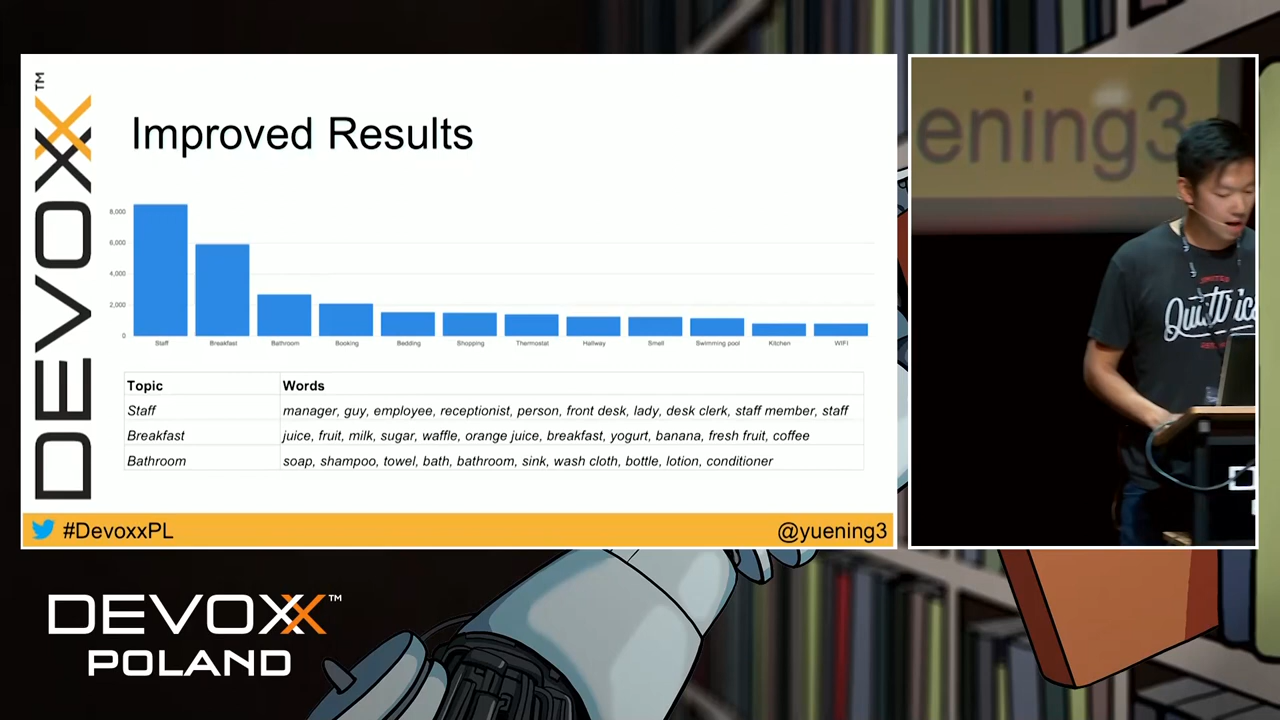 DEVOXX™
Improved Results
8,000
6,000
4,000
2,000
0
Staff
Breakfast
Bathroom
Booking
Bedding
Shopping
Thermostat
Hallway
Smell
Swimming pool
Kitchen
WIFI
Topic Words
Staff manager, guy, employee, receptionist, person, front desk, lady, desk clerk, staff member, staff
Breakfast juice, fruit, milk, sugar, waffle, orange juice, breakfast, yogurt, banana, fresh fruit, coffee
Bathroom soap, shampoo, towel, bath, bathroom, sink, wash cloth, bottle, lotion, conditioner
#DevoxxPL
@yuening3
ening3
DEVOXX™
POLAND